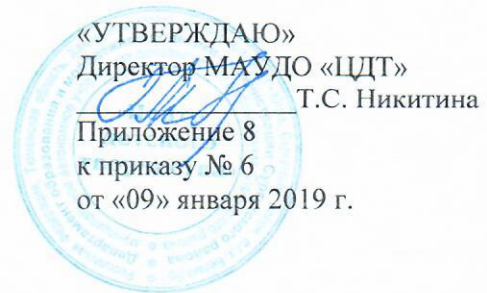 «УТВЕРЖДАЮ»
Директор МАУДО «ЦДТ»
Т.С. Никитина
Приложение 8
к приказу № 6
от «09» января 2019 г.